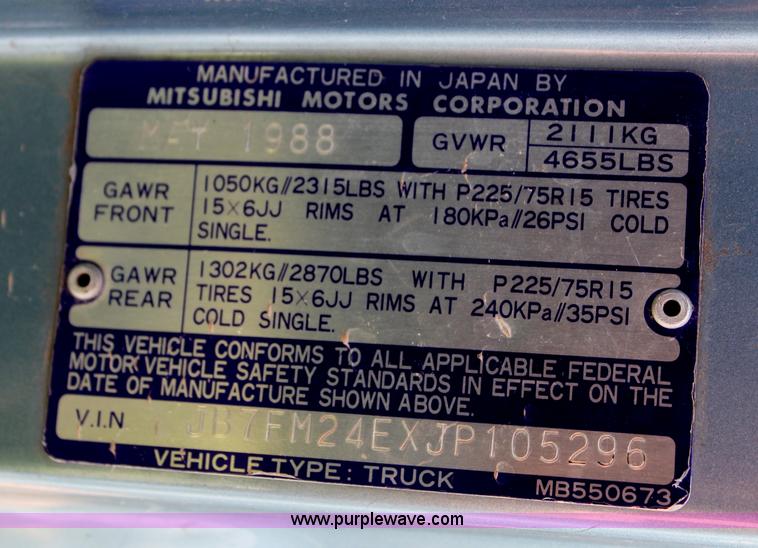 MANUFACTURED IN JAPAN BY
MITSUBISHI MOTORS CORPORATION
MAY 1988
GVWR 2111KG
4655LBS
GAWR FRONT
1050KG//2315LBS WITH P225/75R15 TIRES
15×6JJ RIMS AT 180KPa//26PSI COLD
SINGLE.
GAWR REAR
1302KG//2870LBS WITH P225/75R15
TIRES 15×6JJ RIMS AT 240KPa//35PSI
COLD SINGLE.
THIS VEHICLE CONFORMS TO ALL APPLICABLE FEDERAL
MOTOR VEHICLE SAFETY STANDARDS IN EFFECT ON THE
DATE OF MANUFACTURE SHOWN ABOVE.
V.I.N JB7FM24EXJP105296
VEHICLE TYPE: TRUCK
MB550673
www.purplewave.com